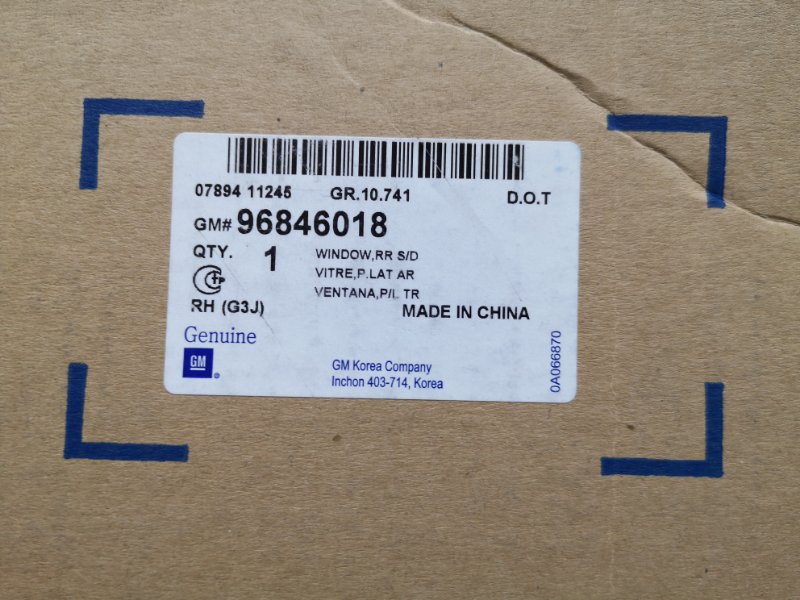 07894 11245 GR.10.741 D.O.T
GM# 96846018
QTY. 1 WINDOW,RR S/D
VITRE,P.LAT AR
VENTANA,P/L TR
RH (G3J) MADE IN CHINA
Genuine
GM
GM Korea Company
Inchon 403-714, Korea
0A066870